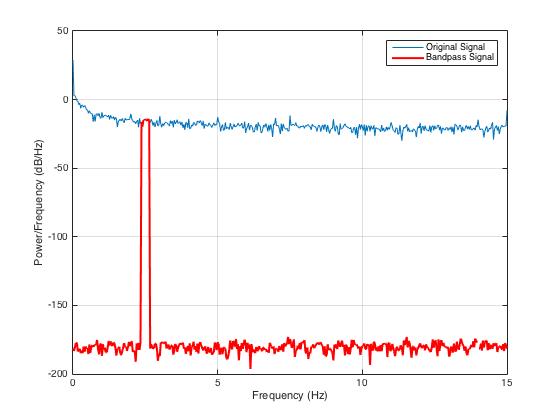 50
0
-50
-100
-150
-200
0
5
10
15
Power/Frequency (dB/Hz)
Frequency (Hz)
Original Signal
Bandpass Signal